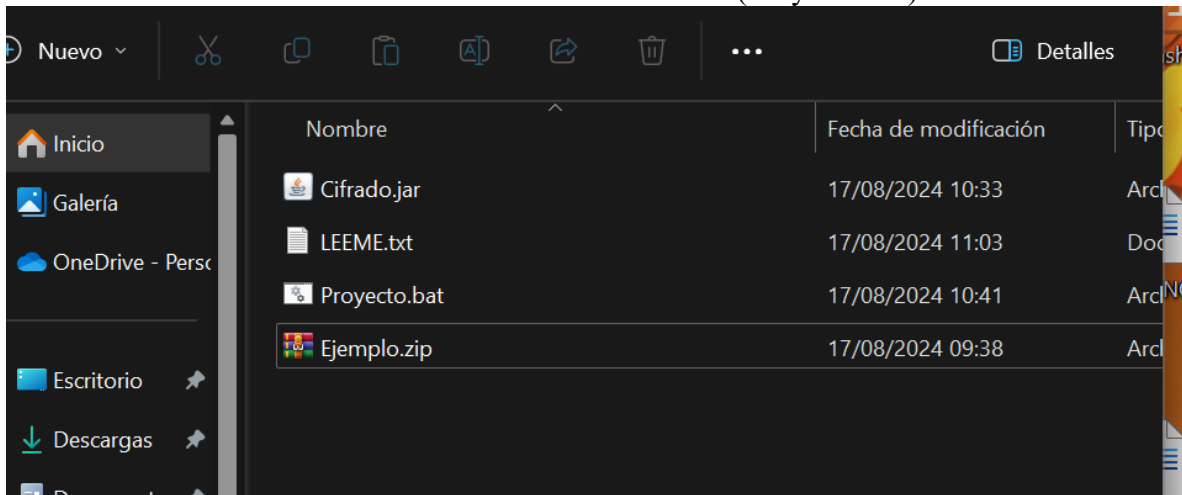 Nuevo
Detalles
Inicio
Galería
OneDrive - Perso
Escritorio
Descargas
Nombre Fecha de modificación Tipo
Cifrado.jar 17/08/2024 10:33
LEEME.txt 17/08/2024 11:03
Proyecto.bat 17/08/2024 10:41
Ejemplo.zip 17/08/2024 09:38